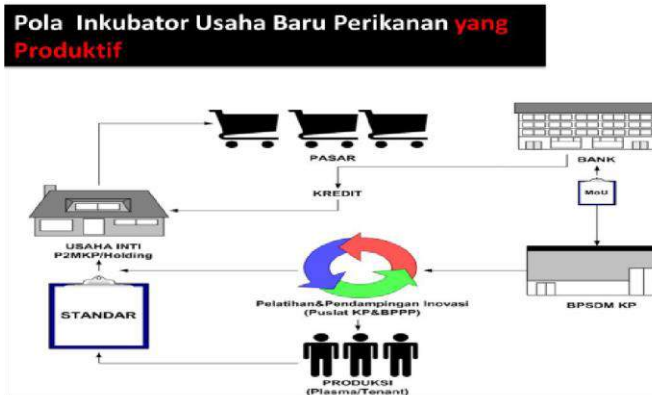 Pola Inkubator Usaha Baru Perikanan yang
Produktif
PASAR
BANK
KREDIT
MoU
USAHA INTI
P2MKP/Holding
STANDAR
Pelatihan&Pendampingan Inovasi
(Puslat KP&BPPP)
BPSDM KP
PRODUKSI
(Plasma/Tenant)